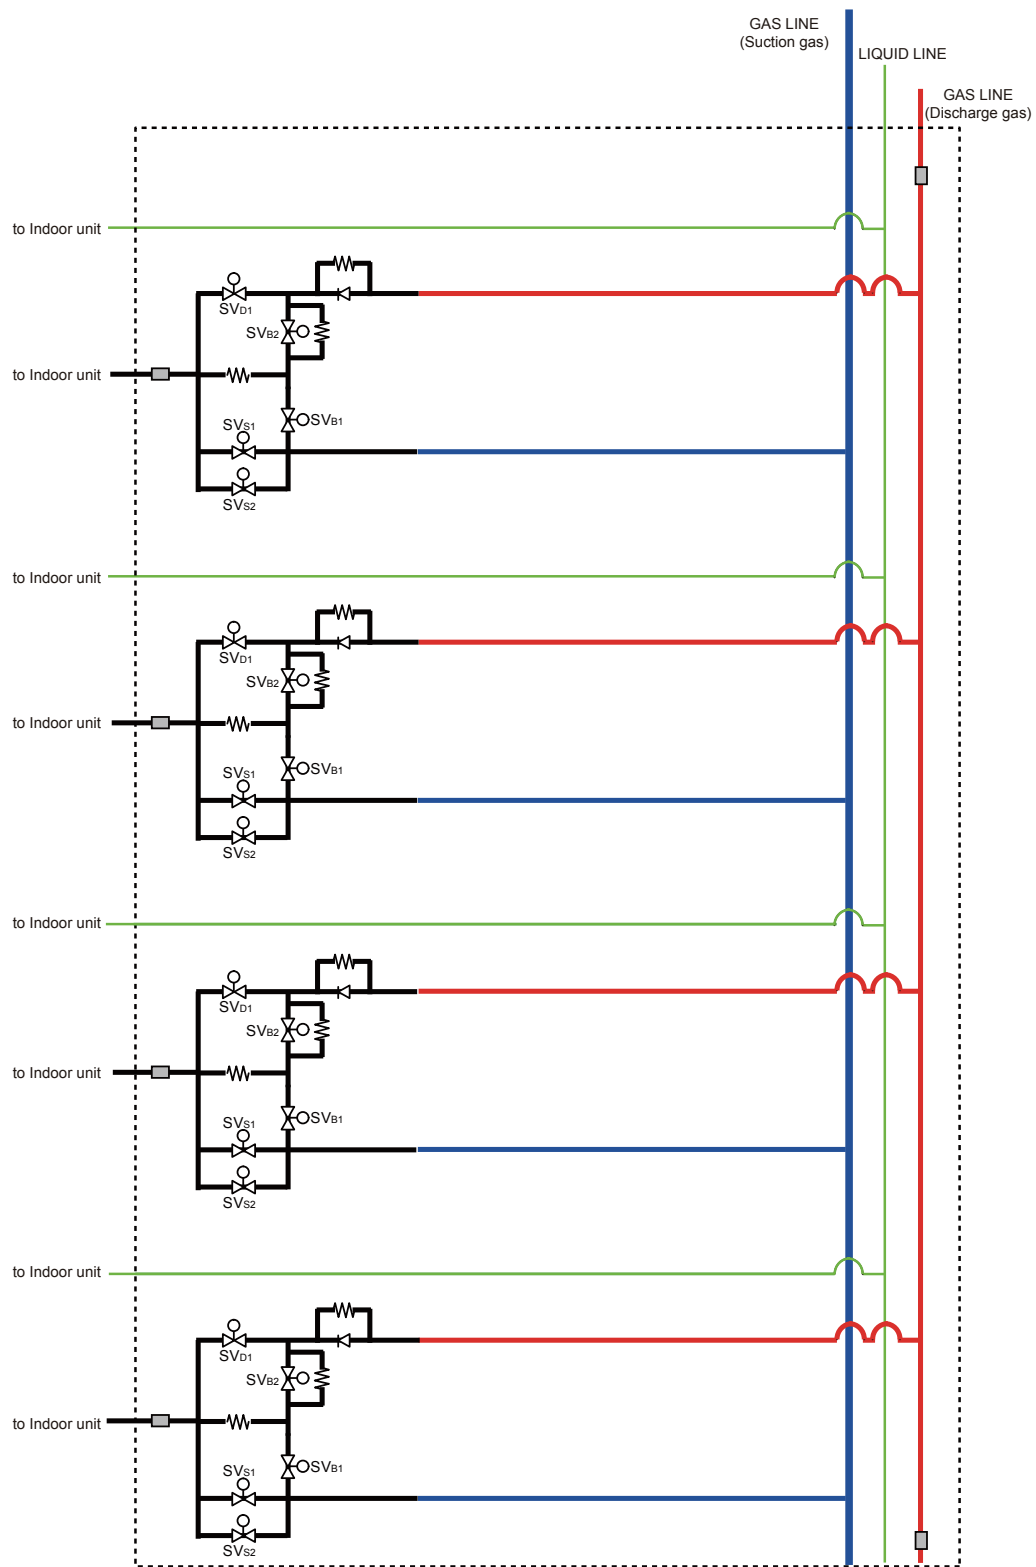 GAS LINE
(Suction gas)
LIQUID LINE
GAS LINE
(Discharge gas)
to Indoor unit
SVD1
SVB2
to Indoor unit
SVS1
SVB1
SVS2
to Indoor unit
SVD1
SVB2
to Indoor unit
SVS1
SVB1
SVS2
to Indoor unit
SVD1
SVB2
to Indoor unit
SVS1
SVB1
SVS2
to Indoor unit
SVD1
SVB2
to Indoor unit
SVS1
SVB1
SVS2